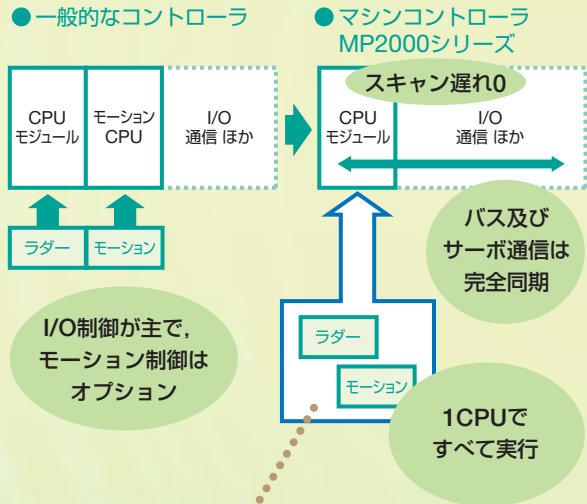 ●一般的なコントローラ
CPU
モジュール
モーション
CPU
I/O
通信 ほか
ラダー
モーション
I/O制御が主で,
モーション制御は
オプション
●マシンコントローラ
MP2000シリーズ
スキャン遅れ0
CPU
モジュール
I/O
通信 ほか
バス及び
サーボ通信は
完全同期
ラダー
モーション
1CPUで
すべて実行